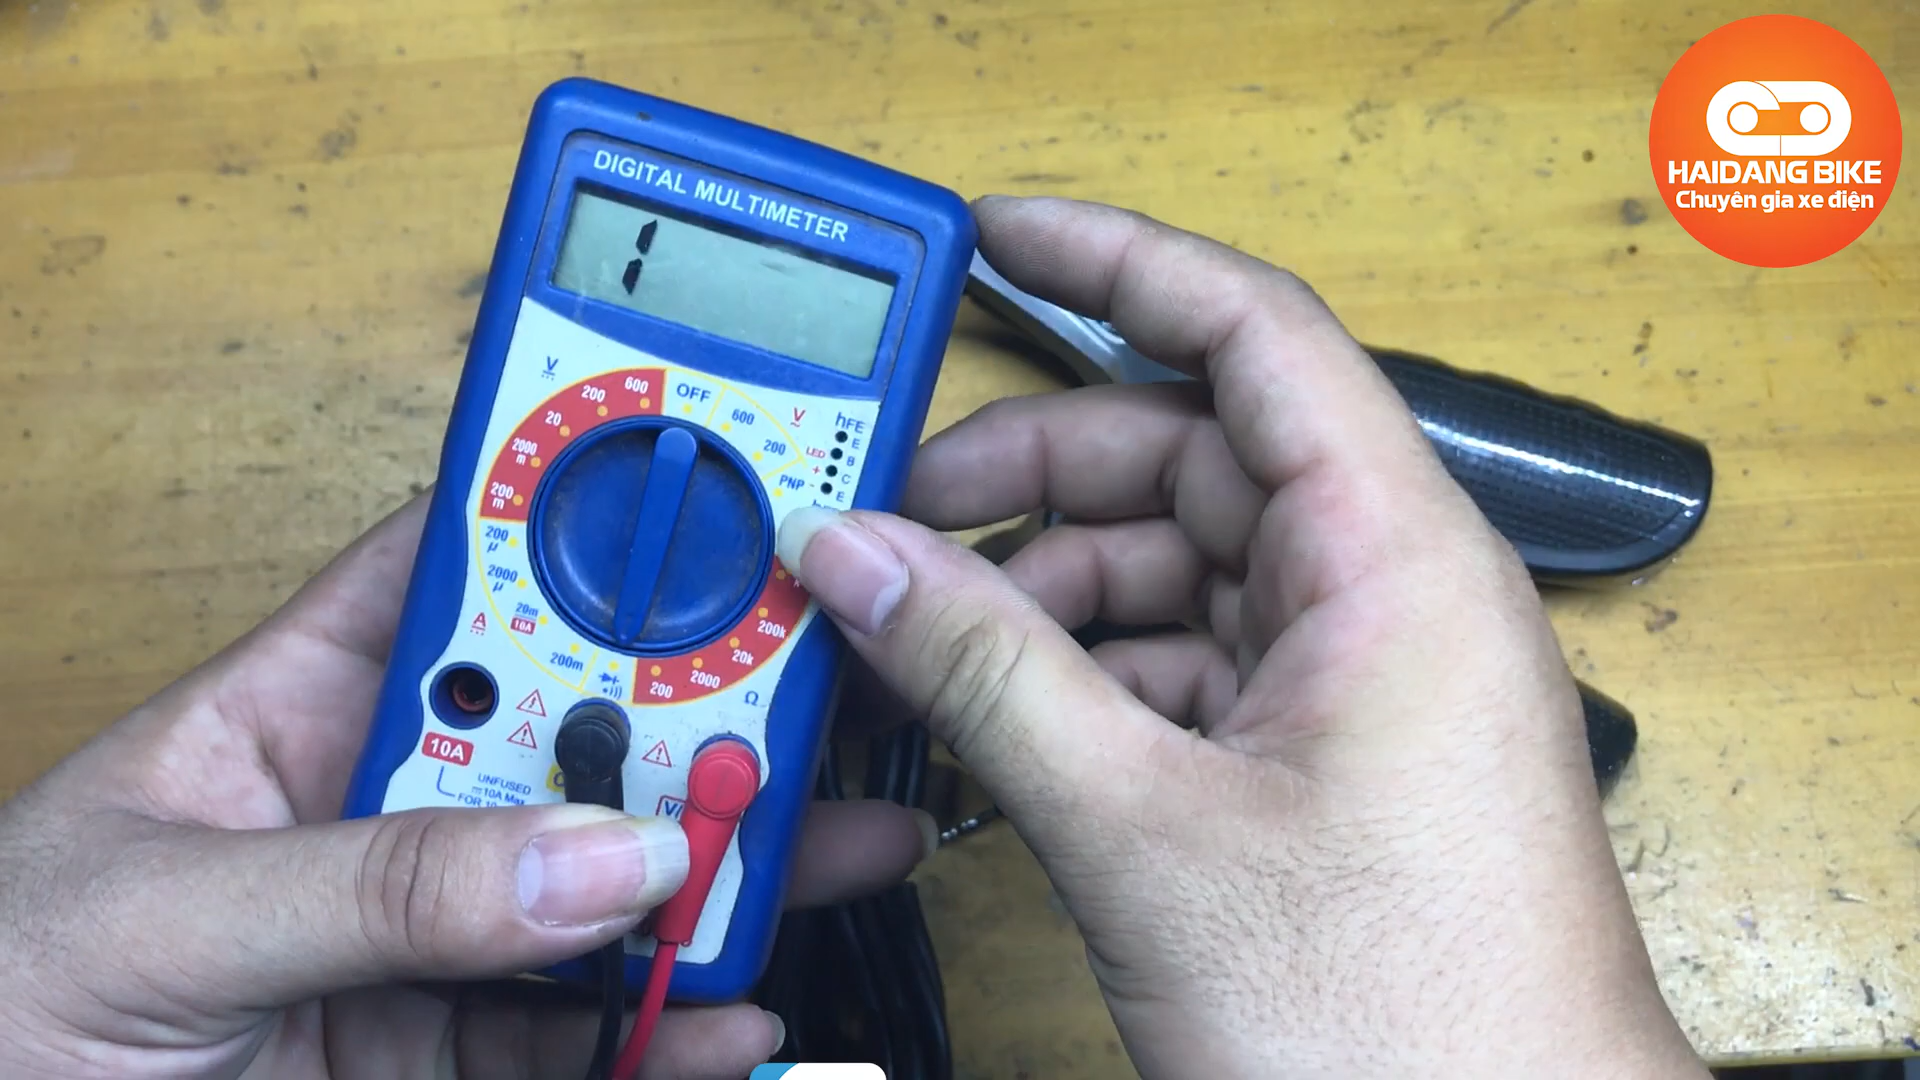 HAIDANG BIKE
Chuyên gia xe điện
DIGITAL MULTIMETER
1
V
600
200
20
2000
m
200
m
OFF
600
200
V
hFE
E
LED
B
+
C
PNP
-
E
200
µ
2000
µ
A
20m
10A
200m
200k
20k
2000
200
Ω
10A
UNFUSED
10A Max
FOR